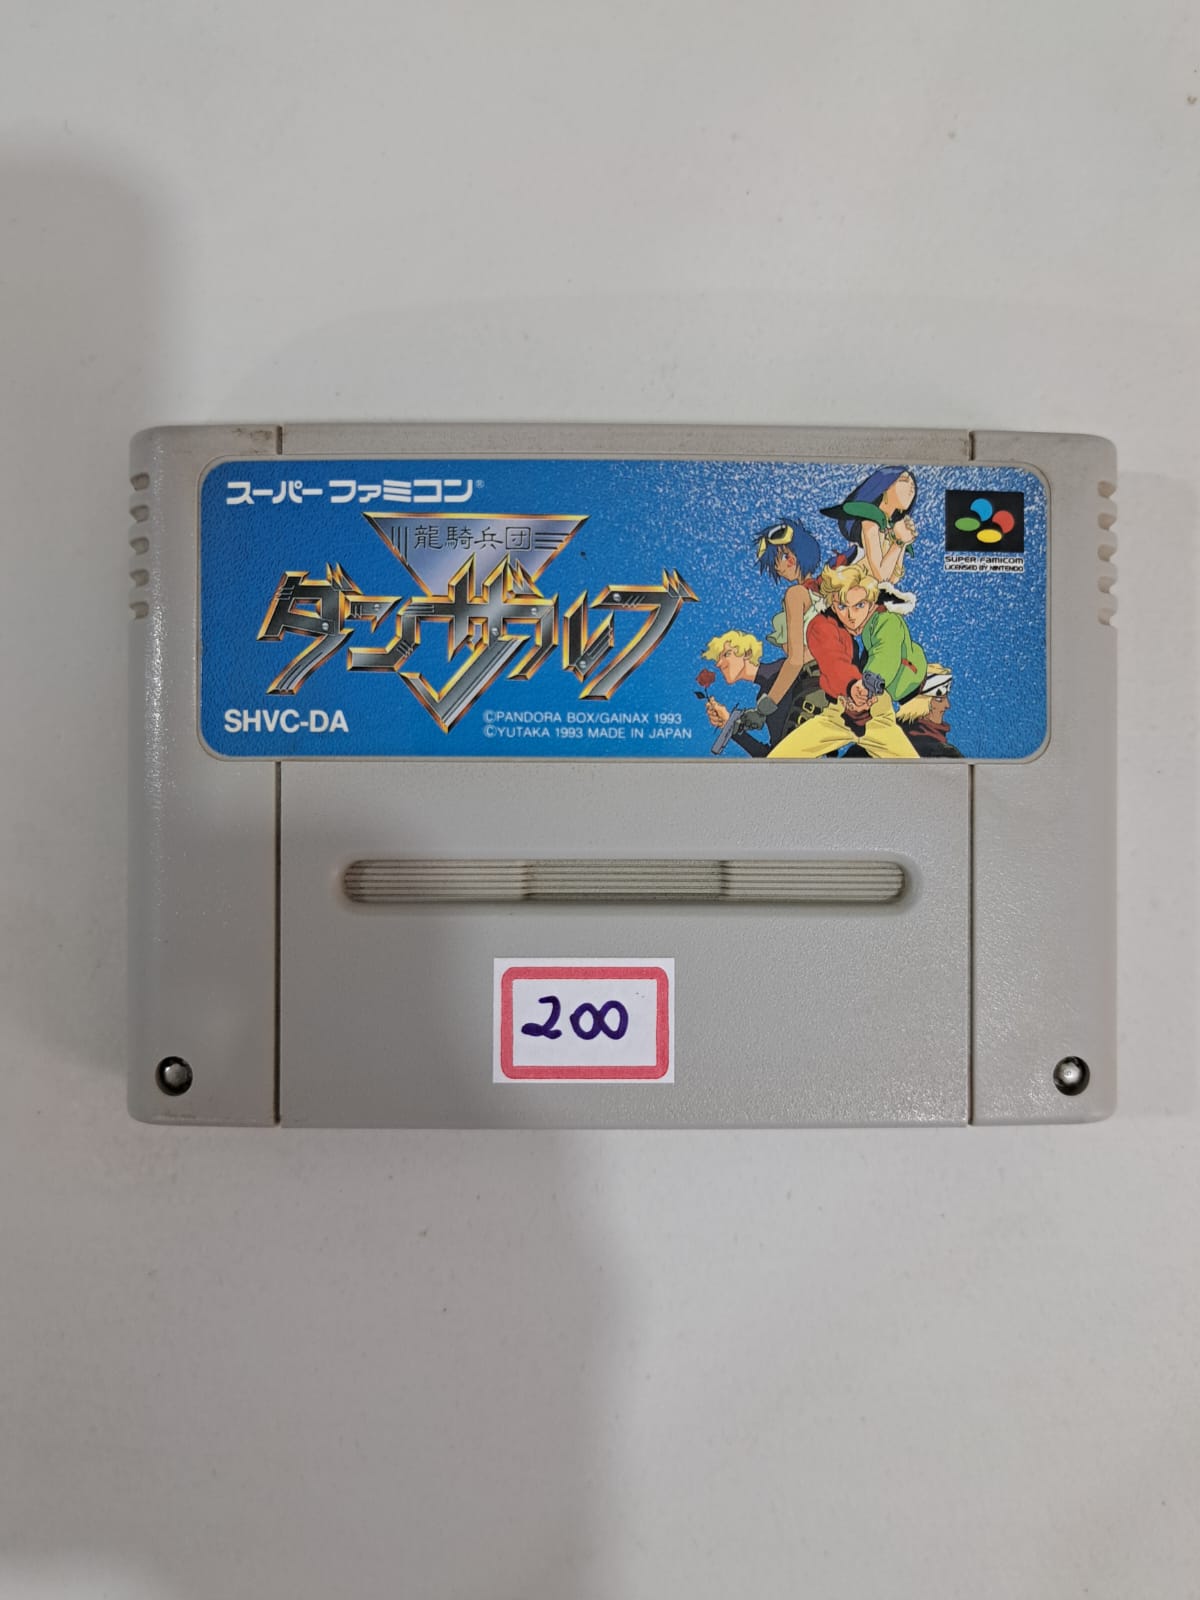 スーパーファミコン®
龍騎兵団
ダンザルブ
SUPER FAMICOM
LICENSED BY NINTENDO
SHVC-DA
©PANDORA BOX/GAINAX 1993
©YUTAKA 1993 MADE IN JAPAN
200